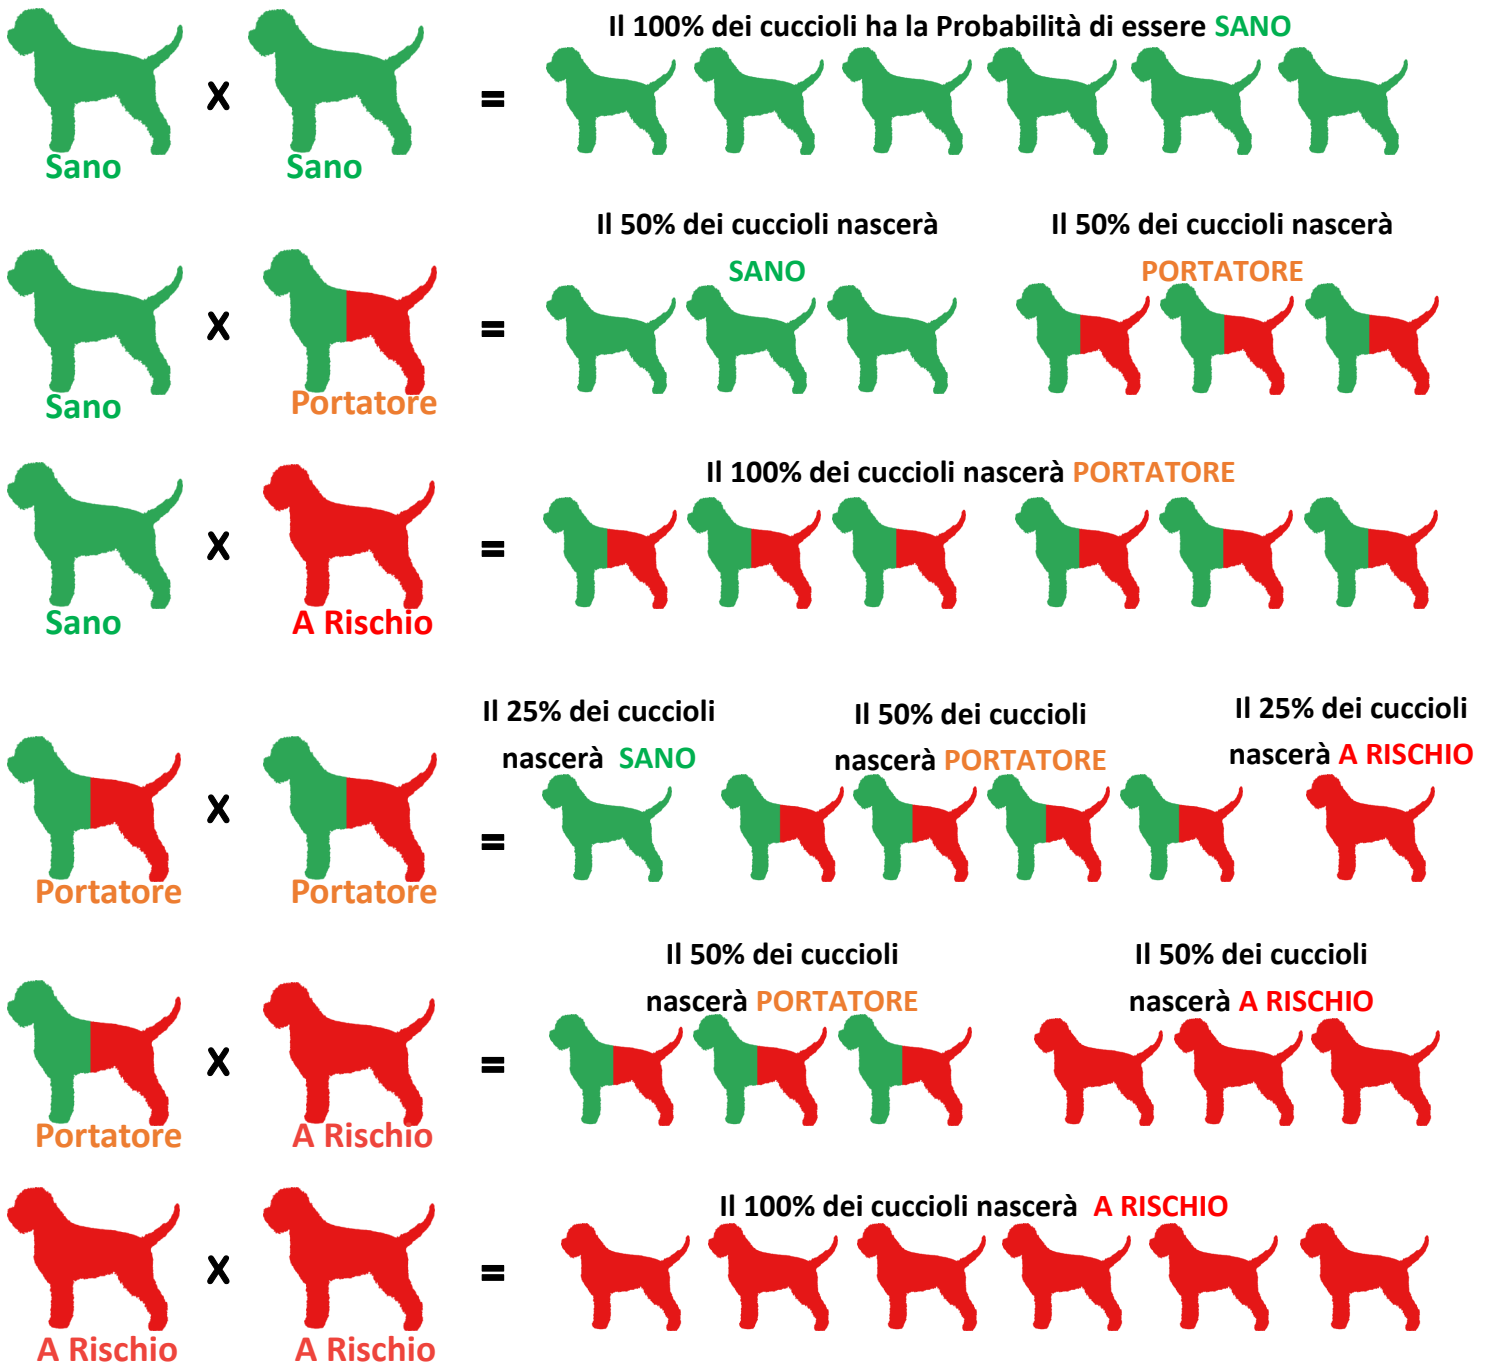 Il 100% dei cuccioli ha la Probabilità di essere SANO
X
=
Sano
Sano
Il 50% dei cuccioli nascerà
SANO
Il 50% dei cuccioli nascerà
PORTATORE
X
=
Sano
Portatore
Il 100% dei cuccioli nascerà PORTATORE
X
=
Sano
A Rischio
Il 25% dei cuccioli
nascerà SANO
Il 50% dei cuccioli
nascerà PORTATORE
Il 25% dei cuccioli
nascerà A RISCHIO
X
=
Portatore
Portatore
Il 50% dei cuccioli
nascerà PORTATORE
Il 50% dei cuccioli
nascerà A RISCHIO
X
=
Portatore
A Rischio
Il 100% dei cuccioli nascerà A RISCHIO
X
=
A Rischio
A Rischio